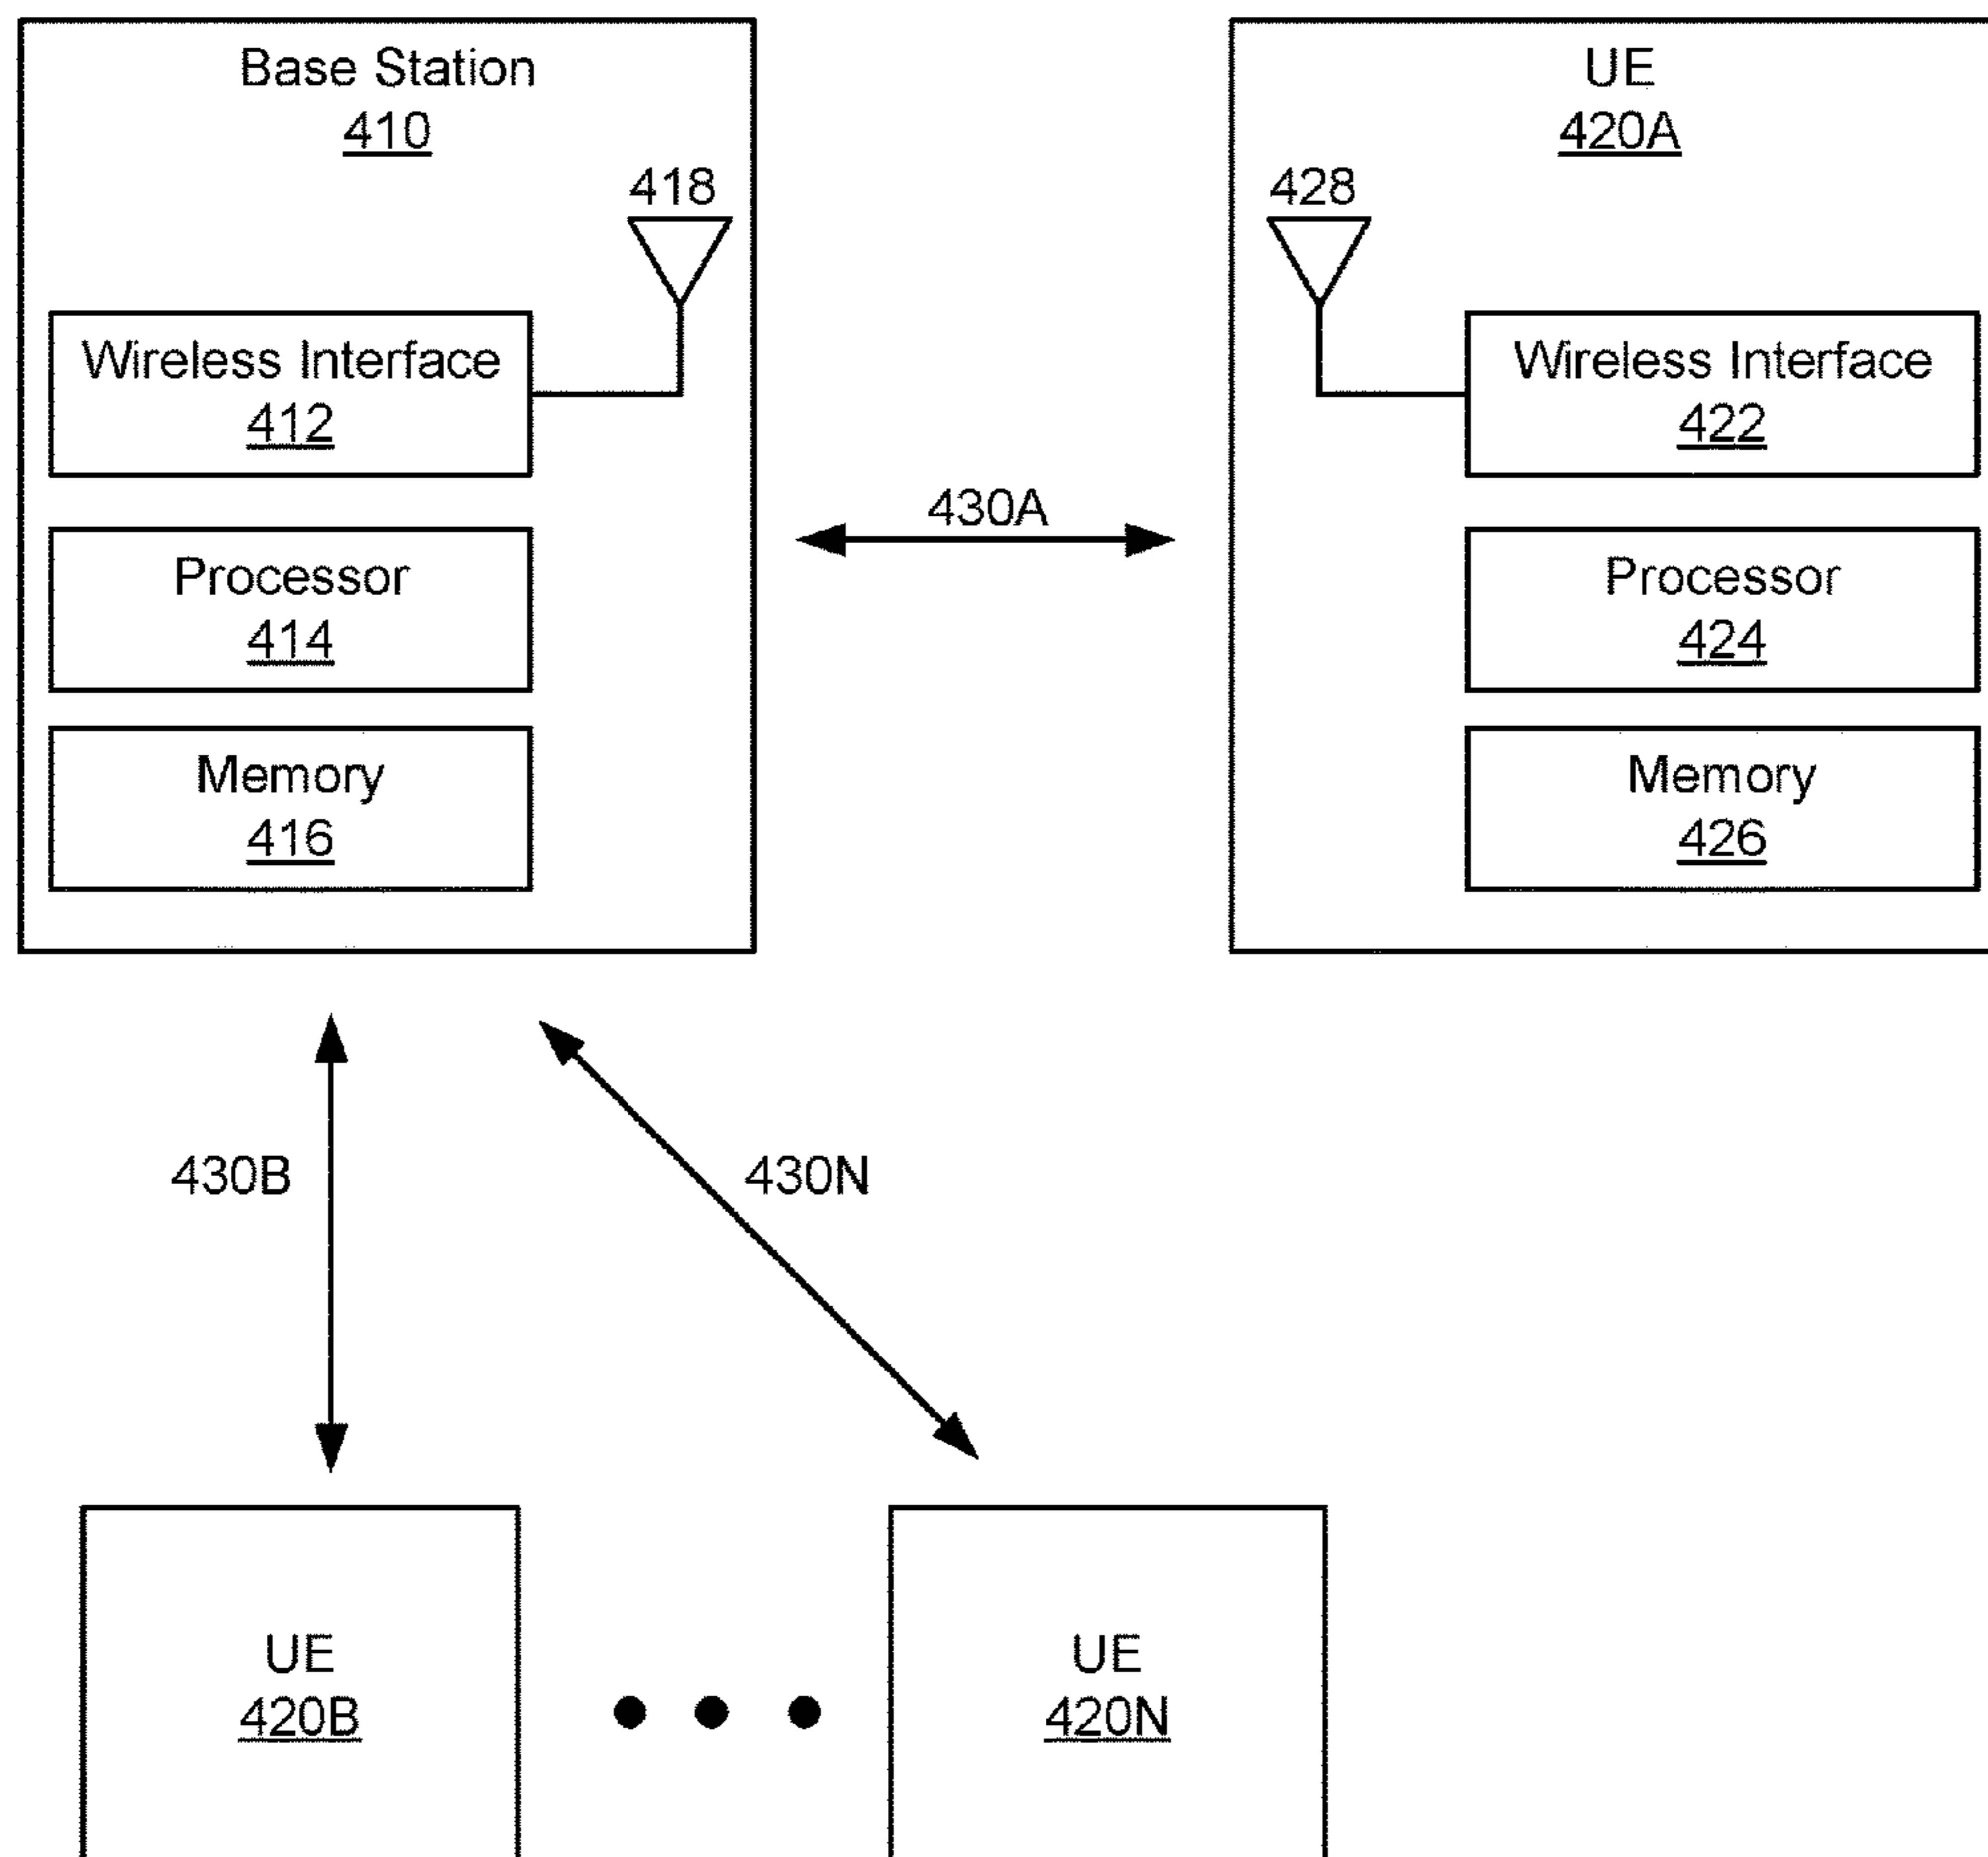 Base Station
410
418
Wireless Interface
412
Processor
414
Memory
416
430A
UE
420A
428
Wireless Interface
422
Processor
424
Memory
426
430B
430N
UE
420B
UE
420N